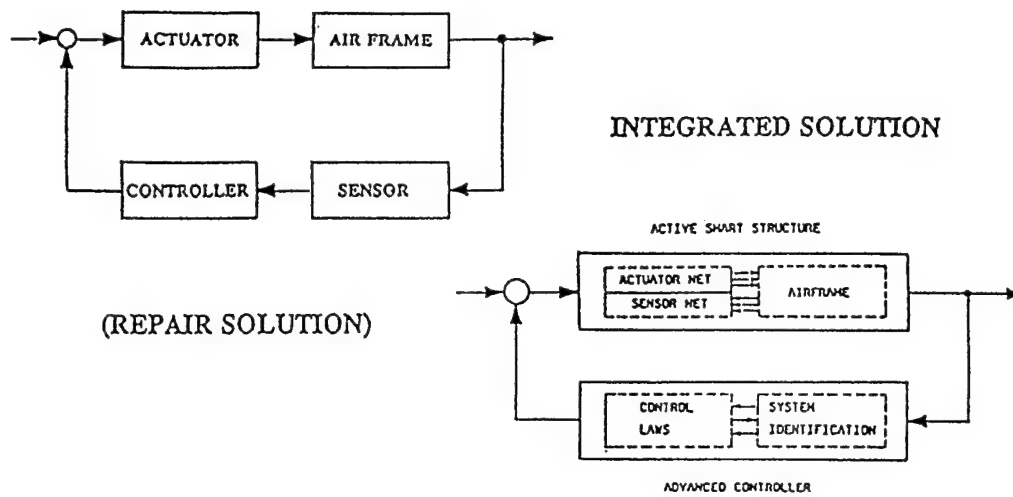 ACTUATOR
AIR FRAME
CONTROLLER
SENSOR
(REPAIR SOLUTION)
INTEGRATED SOLUTION
ACTIVE SMART STRUCTURE
ACTUATOR NET
SENSOR NET
AIRFRAME
CONTROL
LAWS
SYSTEM
IDENTIFICATION
ADVANCED CONTROLLER